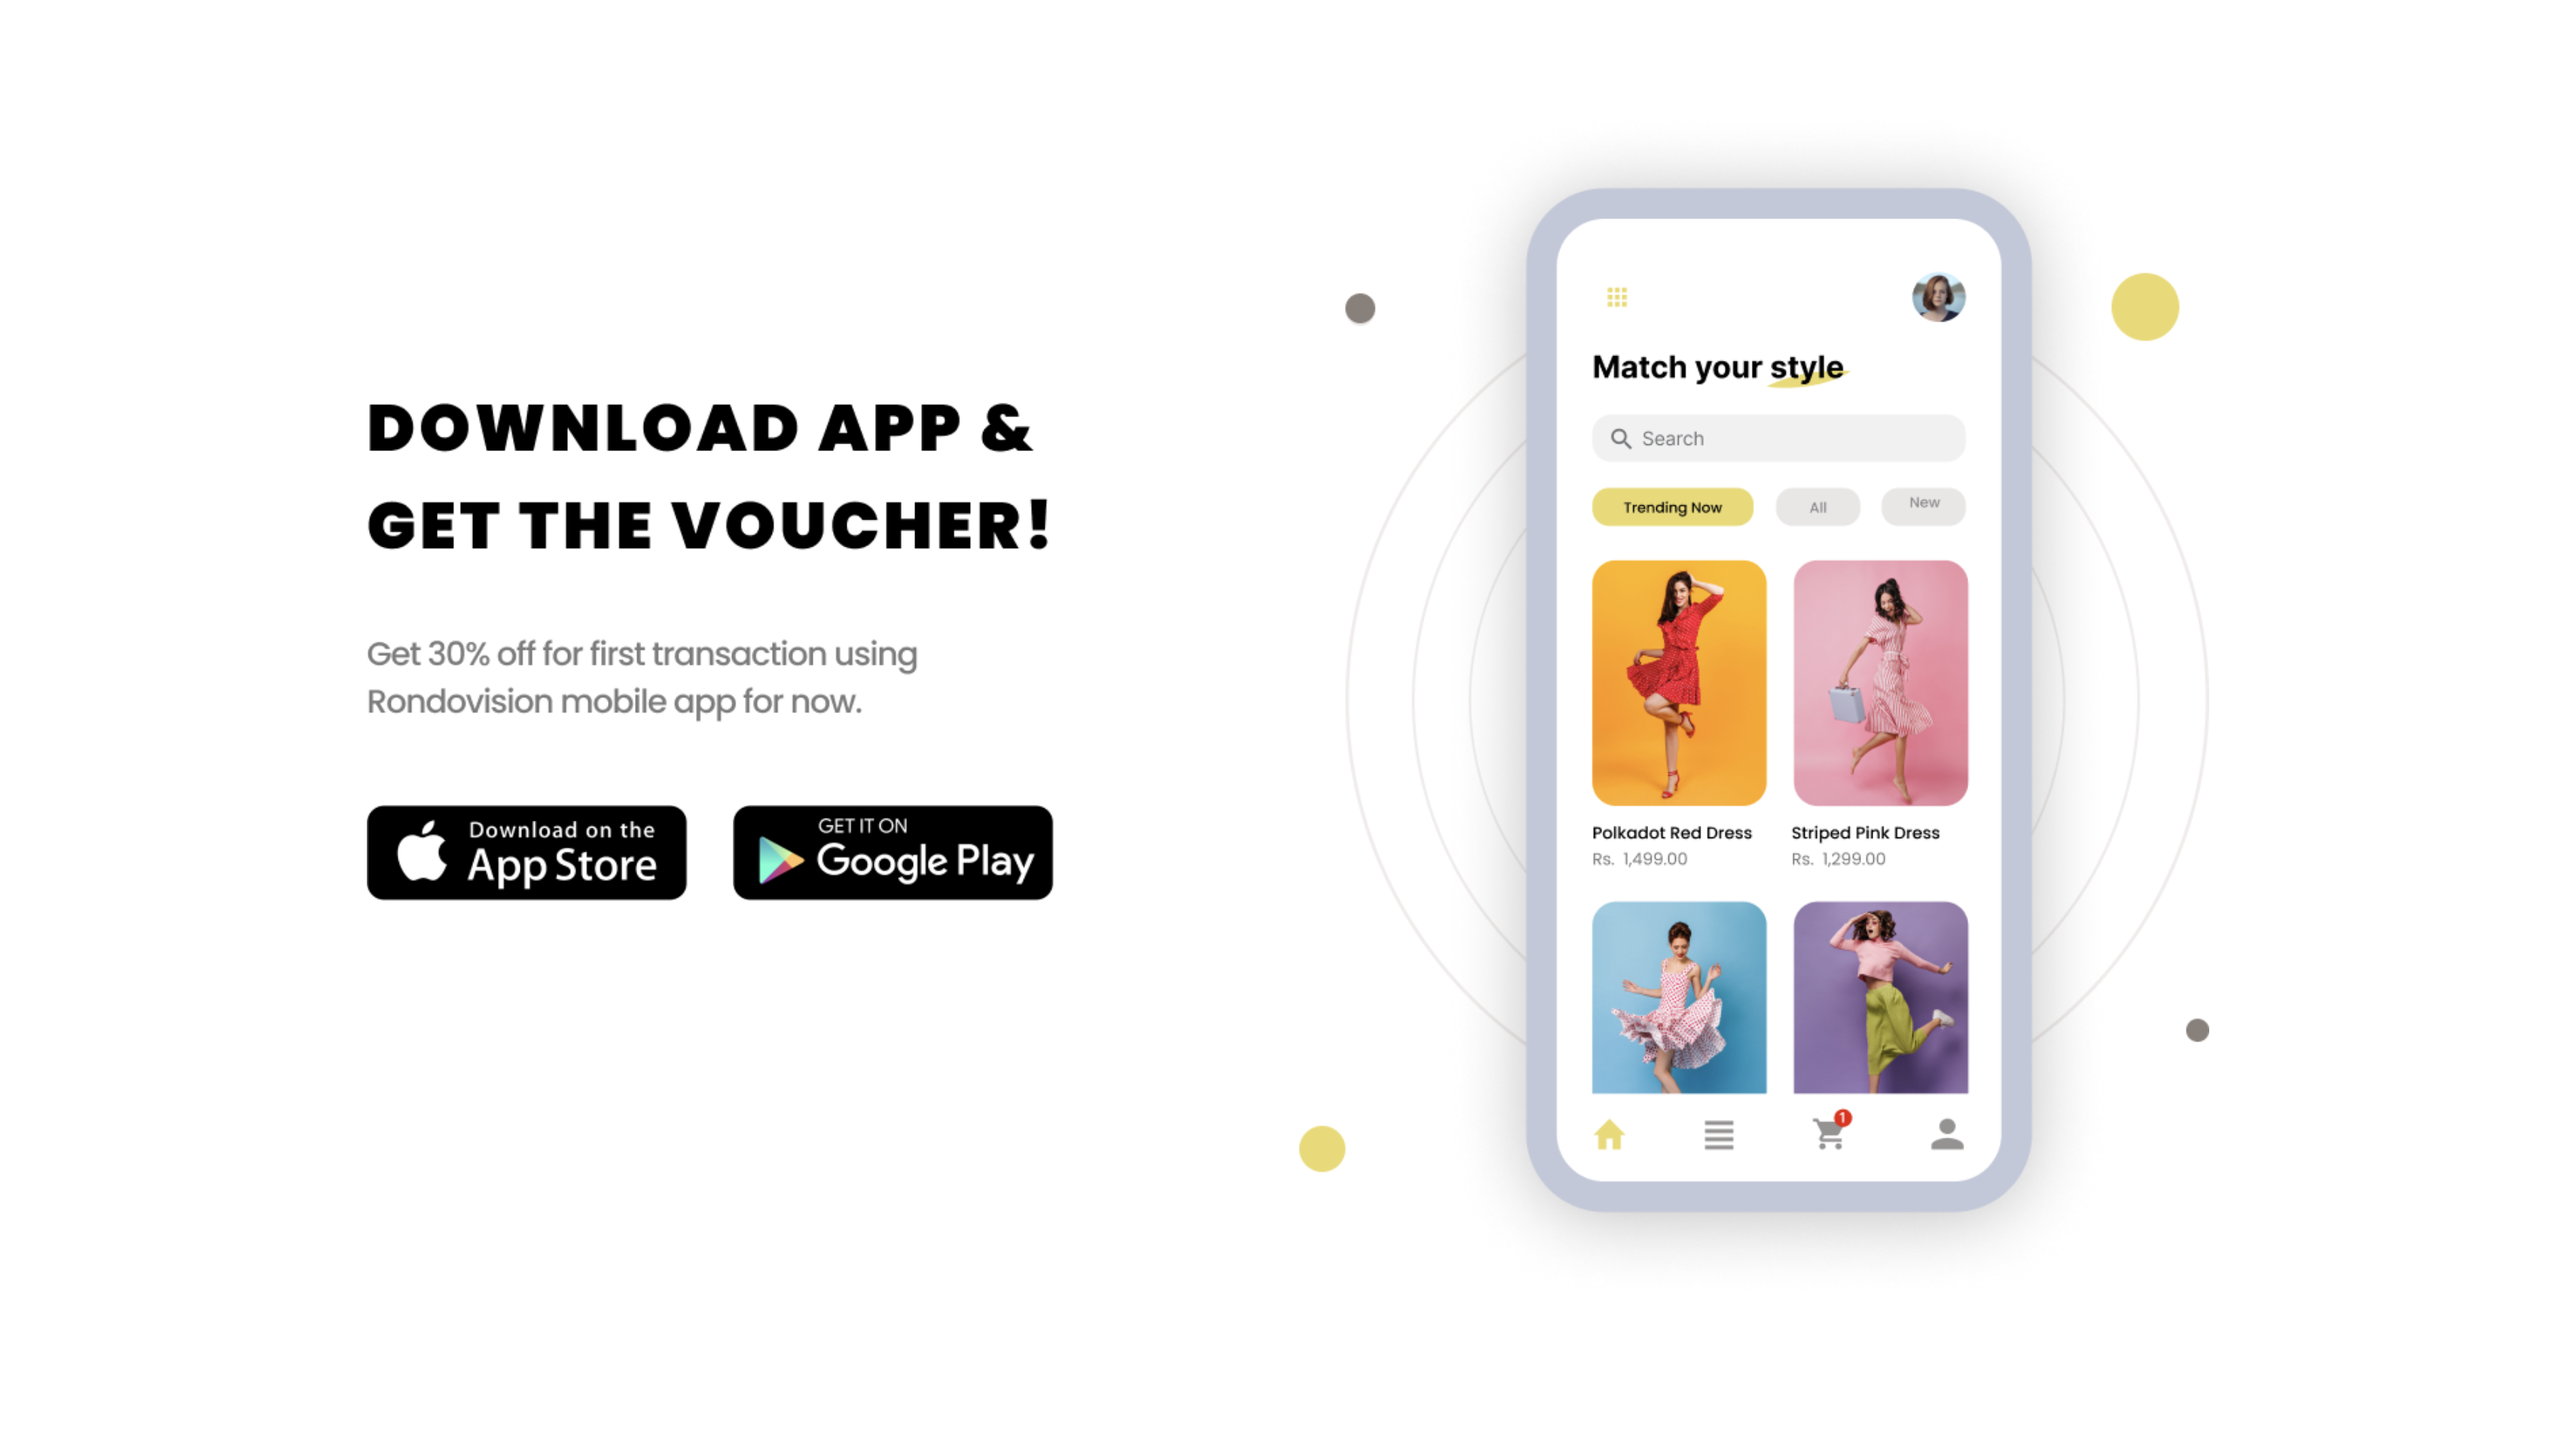 DOWNLOAD APP &
GET THE VOUCHER!
Get 30% off for first transaction using
Rondovision mobile app for now.
Download on the
App Store
GET IT ON
Google Play
Match your style
Search
Trending Now
All
New
Polkadot Red Dress
Rs. 1,499.00
Striped Pink Dress
Rs. 1,299.00
1